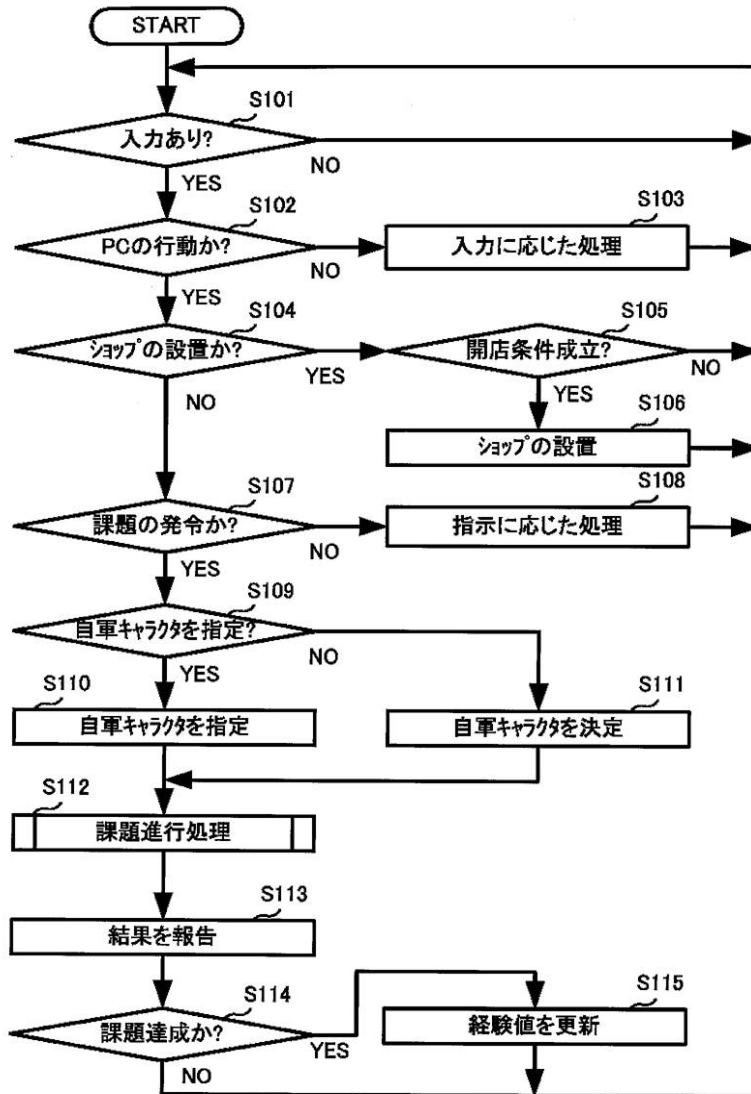 START
S101
入力あり?
NO
YES
S102
S103
PCの行動か?
入力に応じた処理
NO
YES
S104
S105
ショップの設置か?
開店条件成立?
YES
NO
NO
YES
S106
ショップの設置
S107
S108
課題の発令か?
指示に応じた処理
NO
YES
S109
自軍キャラクタを指定?
NO
YES
S110
S111
自軍キャラクタを指定
自軍キャラクタを決定
S112
課題進行処理
S113
結果を報告
S114
S115
課題達成か?
経験値を更新
YES
NO